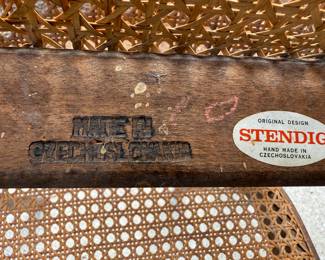 MADE IN
CZECHOSLOVAKIA
ORIGINAL DESIGN
STENDIG
HAND MADE IN
CZECHOSLOVAKIA